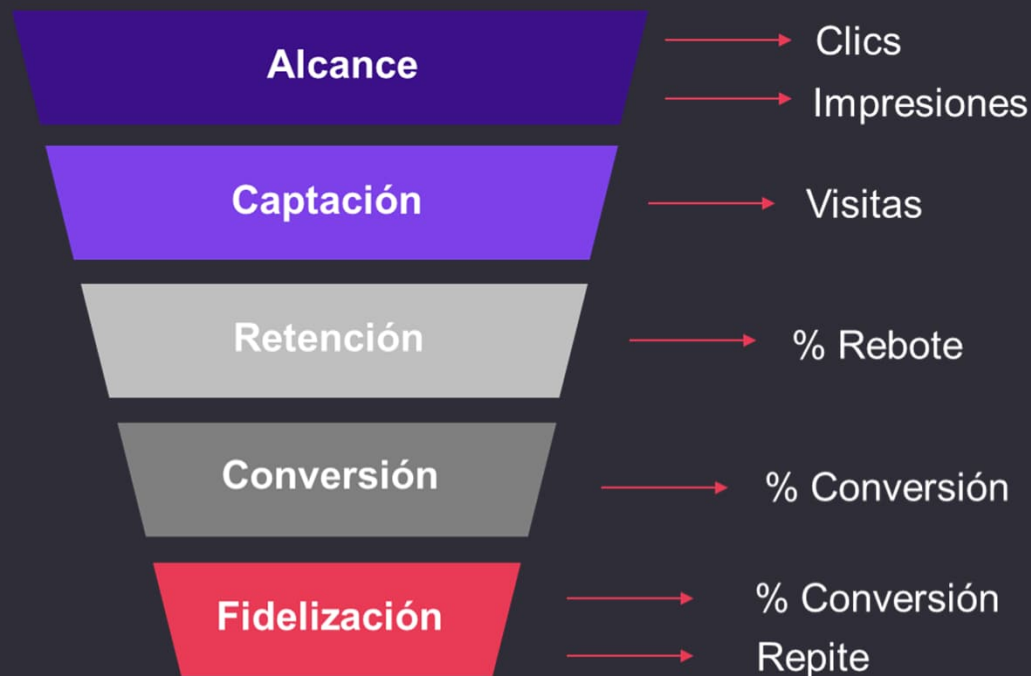 Alcance
Clics
Impresiones
Captación
Visitas
Retención
% Rebote
Conversión
% Conversión
Fidelización
% Conversión
Repite